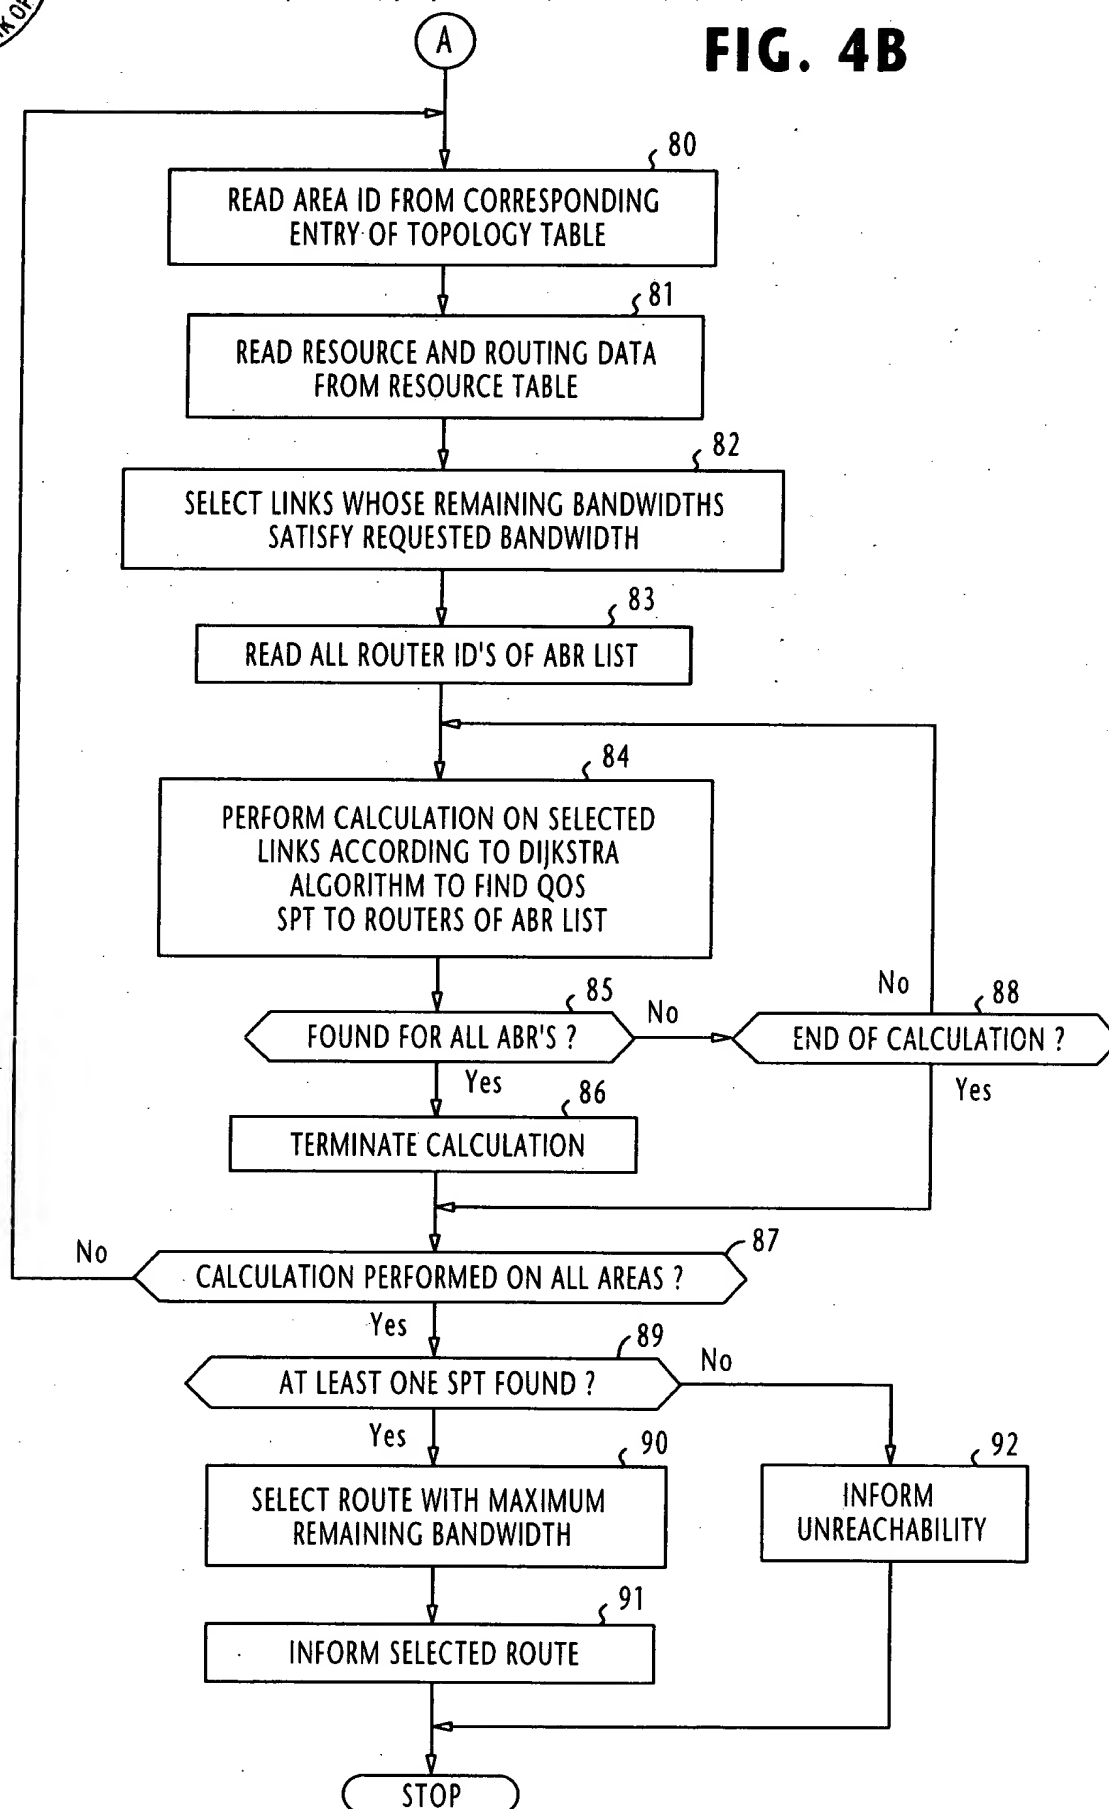 A
FIG. 4B
80
READ AREA ID FROM CORRESPONDING
ENTRY OF TOPOLOGY TABLE
81
READ RESOURCE AND ROUTING DATA
FROM RESOURCE TABLE
82
SELECT LINKS WHOSE REMAINING BANDWIDTHS
SATISFY REQUESTED BANDWIDTH
83
READ ALL ROUTER ID'S OF ABR LIST
84
PERFORM CALCULATION ON SELECTED
LINKS ACCORDING TO DIJKSTRA
ALGORITHM TO FIND QOS
SPT TO ROUTERS OF ABR LIST
85
FOUND FOR ALL ABR'S ?
No
No
88
END OF CALCULATION ?
Yes
Yes
86
TERMINATE CALCULATION
87
No
CALCULATION PERFORMED ON ALL AREAS ?
Yes
89
AT LEAST ONE SPT FOUND ?
No
Yes
90
SELECT ROUTE WITH MAXIMUM
REMAINING BANDWIDTH
92
INFORM
UNREACHABILITY
91
INFORM SELECTED ROUTE
STOP